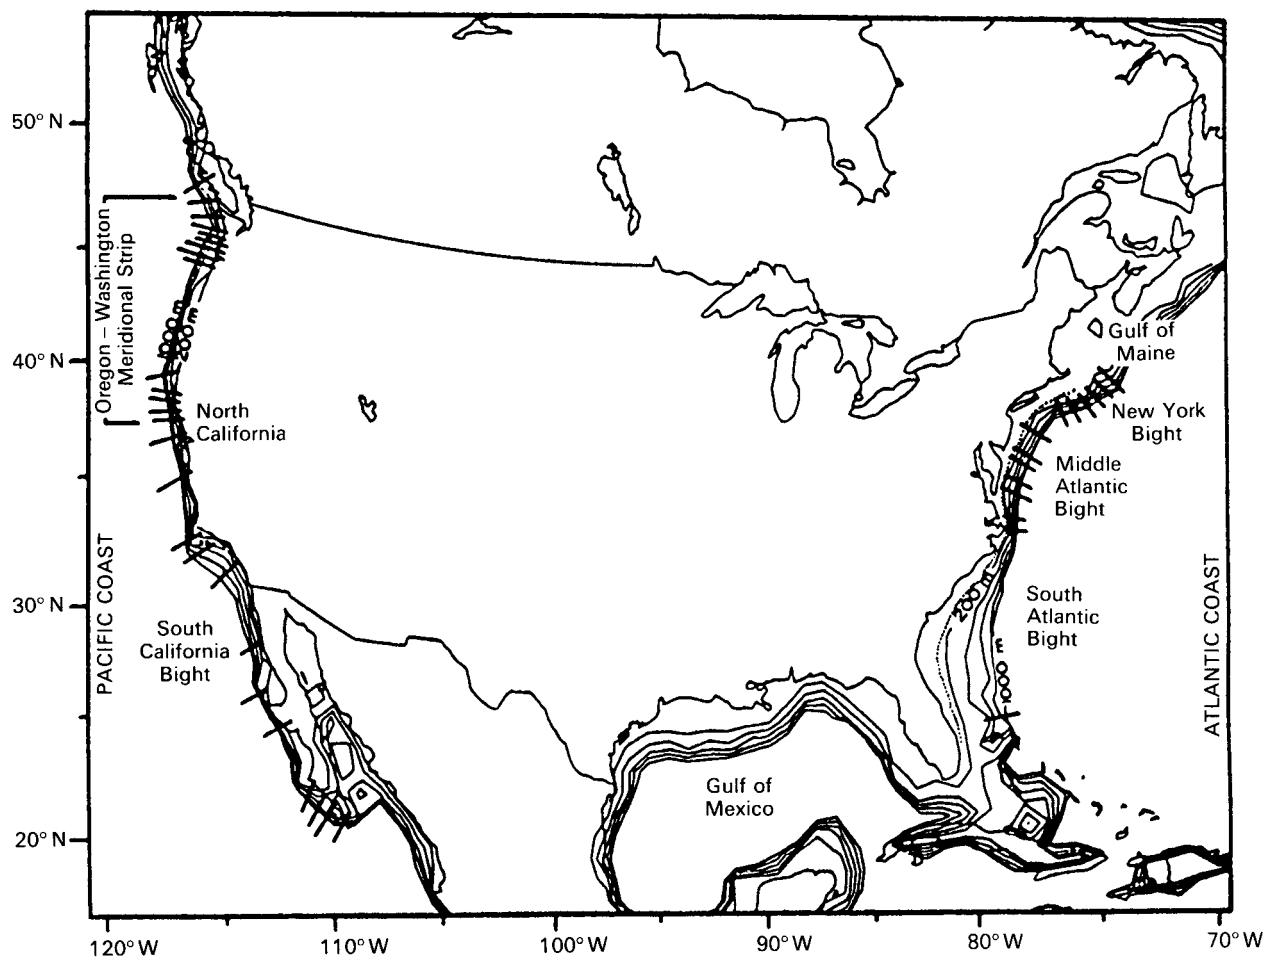 50° N
40° N
30° N
20° N
Oregon – Washington
Meridional Strip
200 m
North
California
PACIFIC COAST
South
California
Bight
Gulf of
Maine
New York
Bight
Middle
Atlantic
Bight
200 m
South
Atlantic
Bight
ATLANTIC COAST
Gulf of
Mexico
120° W
110° W
100° W
90° W
80° W
70° W